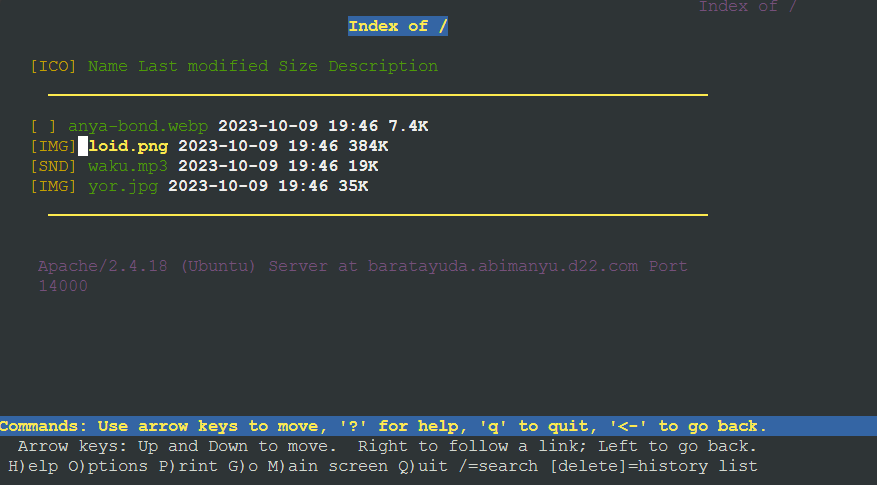 Index of /
Index of /
[ICO] Name Last modified Size Description
[ ] anya-bond.webp 2023-10-09 19:46 7.4K
[IMG] loid.png 2023-10-09 19:46 384K
[SND] waku.mp3 2023-10-09 19:46 19K
[IMG] yor.jpg 2023-10-09 19:46 35K
Apache/2.4.18 (Ubuntu) Server at baratayuda.abimanyu.d22.com Port
14000
Commands: Use arrow keys to move, '?' for help, 'q' to quit, '<-' to go back.
Arrow keys: Up and Down to move.  Right to follow a link; Left to go back.
H)elp O)ptions P)rint G)o M)ain screen Q)uit /=search [delete]=history list